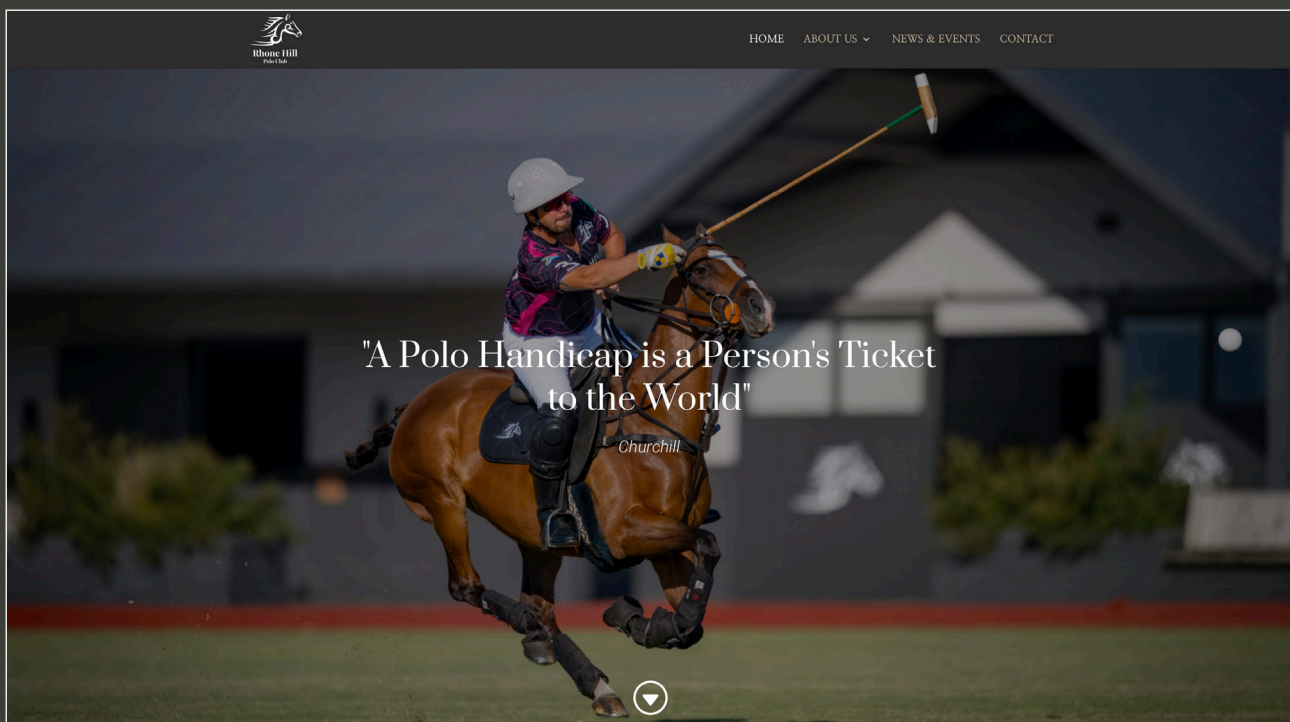 Rhone Hill
Polo Club
HOME
ABOUT US
NEWS & EVENTS
CONTACT
"A Polo Handicap is a Person's Ticket
to the World"
Churchill